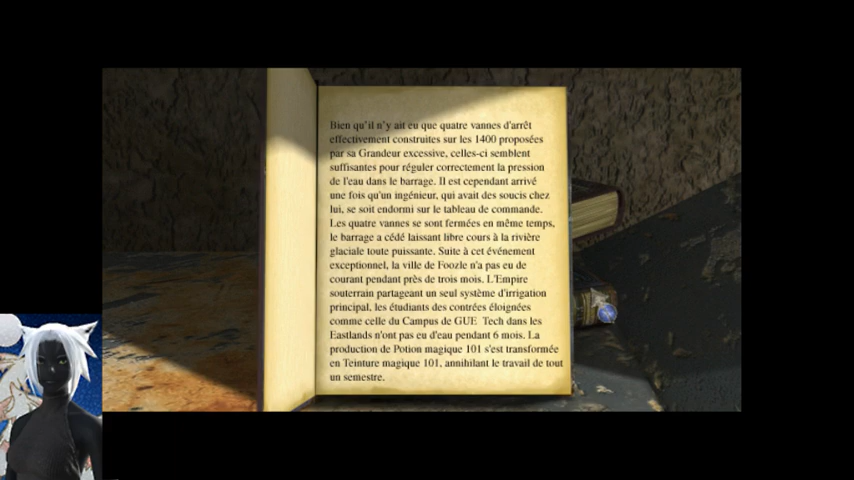 Bien qu'il n'y ait eu que quatre vannes d'arrêt
effectivement construites sur les 1400 proposées
par sa Grandeur excessive, celles-ci semblent
suffisantes pour réguler correctement la pression
de l'eau dans le barrage. Il est cependant arrivé
une fois qu'un ingénieur, qui avait des soucis chez
lui, se soit endormi sur le tableau de commande.
Les quatre vannes se sont fermées en même temps,
le barrage a cédé laissant libre cours à la rivière
glaciale toute puissante. Suite à cet événement
exceptionnel, la ville de Foozle n'a pas eu de
courant pendant près de trois mois. L'Empire
souterrain partageant un seul système d'irrigation
principal, les étudiants des contrées éloignées
comme celle du Campus de GUE Tech dans les
Eastlands n'ont pas eu d'eau pendant 6 mois. La
production de Potion magique 101 s'est transformée
en Teinture magique 101, annihilant le travail de tout
un semestre.